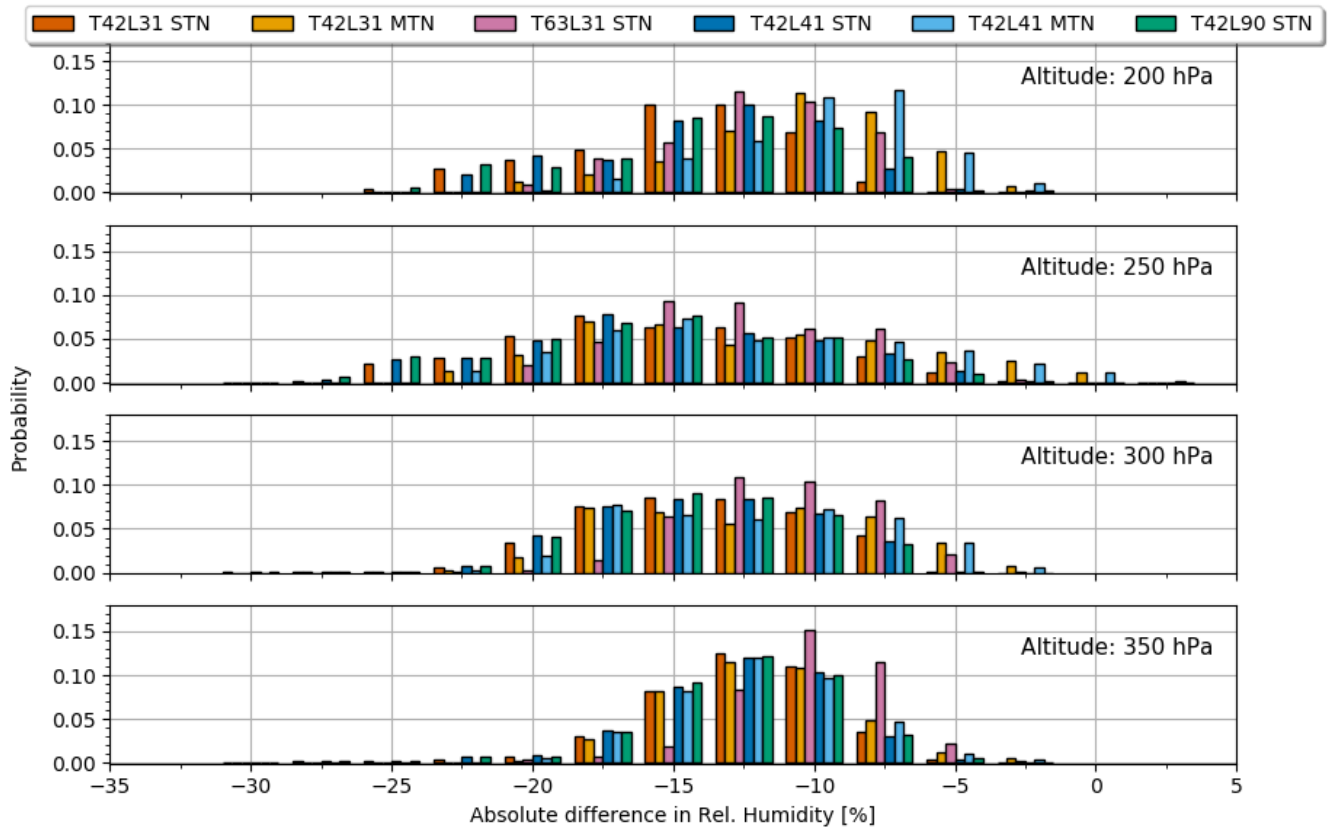 T42L31 STN T42L31 MTN T63L31 STN T42L41 STN T42L41 MTN T42L90 STN
0.15
0.10
0.05
0.00
Altitude: 200 hPa
0.15
0.10
0.05
0.00
Altitude: 250 hPa
Probability
0.15
0.10
0.05
0.00
Altitude: 300 hPa
0.15
0.10
0.05
0.00
Altitude: 350 hPa
−35 −30 −25 −20 −15 −10 −5 0 5
Absolute difference in Rel. Humidity [%]